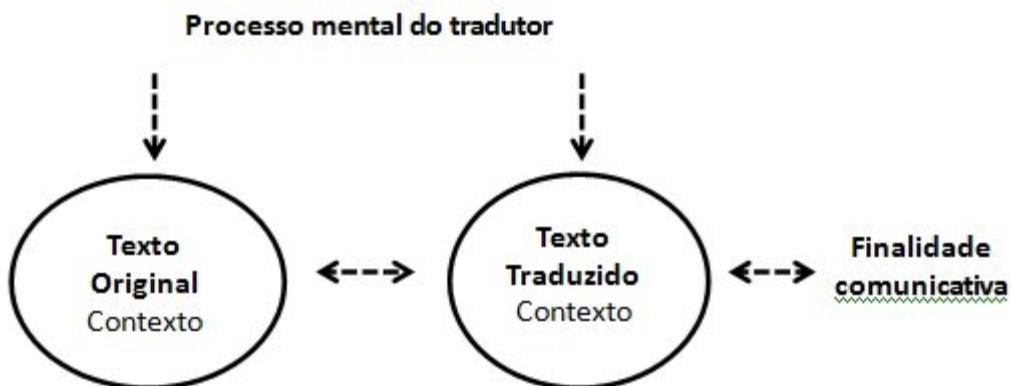 Processo mental do tradutor
Texto
Original
Contexto
Texto
Traduzido
Contexto
Finalidade
comunicativa